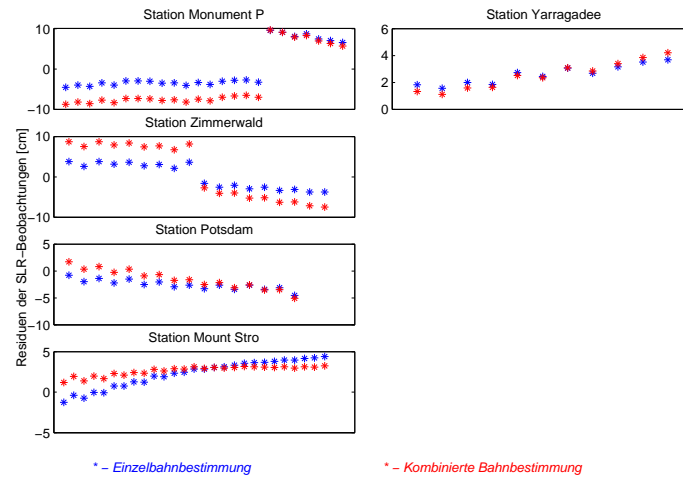 Station Monument P
10
0
−10
Station Yarragadee
6
4
2
0
Station Zimmerwald
10
0
−10
Station Potsdam
5
0
−5
−10
Station Mount Stro
5
0
−5
Residuen der SLR−Beobachtungen [cm]
* − Einzelbahnbestimmung
* − Kombinierte Bahnbestimmung